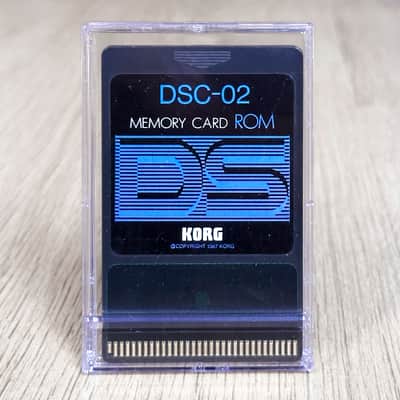 DSC-02
MEMORY CARD ROM
DS
KORG
© COPYRIGHT 1987 KORG